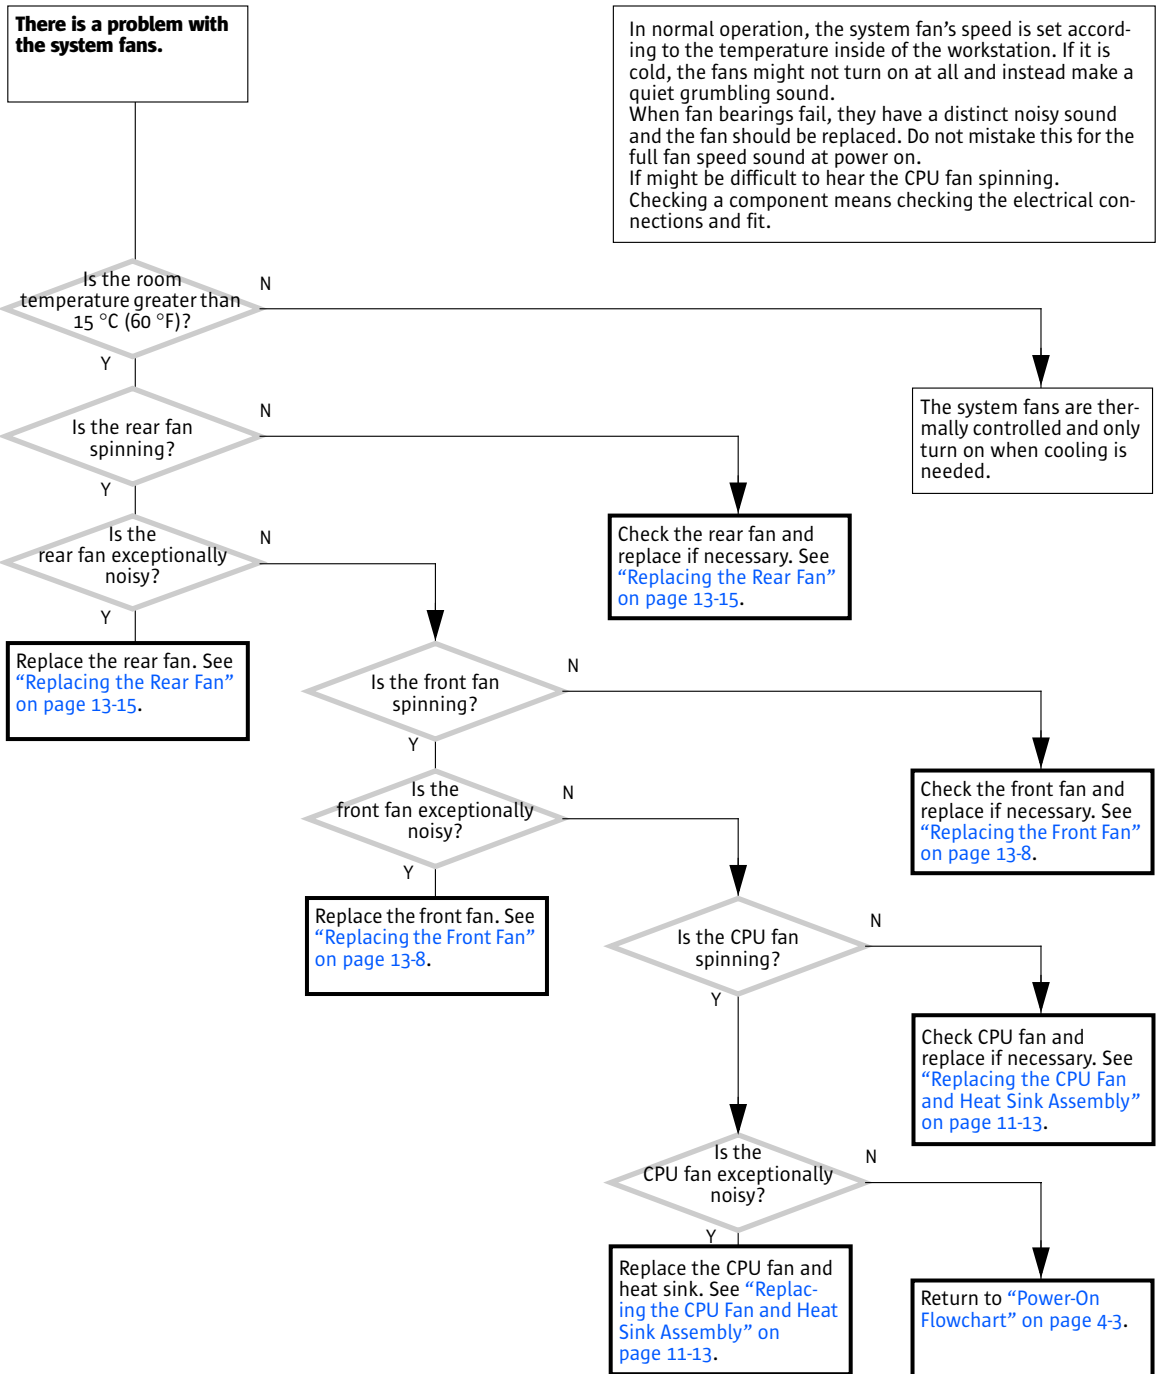 There is a problem with
the system fans.
In normal operation, the system fan's speed is set accord-
ing to the temperature inside of the workstation. If it is
cold, the fans might not turn on at all and instead make a
quiet grumbling sound.
When fan bearings fail, they have a distinct noisy sound
and the fan should be replaced. Do not mistake this for the
full fan speed sound at power on.
If might be difficult to hear the CPU fan spinning.
Checking a component means checking the electrical con-
nections and fit.
Is the room
temperature greater than
15 °C (60 °F)?
N
Y
The system fans are ther-
mally controlled and only
turn on when cooling is
needed.
Is the rear fan
spinning?
N
Y
Check the rear fan and
replace if necessary. See
“Replacing the Rear Fan”
on page 13-15.
Is the
rear fan exceptionally
noisy?
N
Y
Replace the rear fan. See
“Replacing the Rear Fan”
on page 13-15.
Is the front fan
spinning?
N
Y
Check the front fan and
replace if necessary. See
“Replacing the Front Fan”
on page 13-8.
Is the
front fan exceptionally
noisy?
N
Y
Replace the front fan. See
“Replacing the Front Fan”
on page 13-8.
Is the CPU fan
spinning?
N
Y
Check CPU fan and
replace if necessary. See
“Replacing the CPU Fan
and Heat Sink Assembly”
on page 11-13.
Is the
CPU fan exceptionally
noisy?
N
Y
Replace the CPU fan and
heat sink. See “Replac-
ing the CPU Fan and Heat
Sink Assembly” on
page 11-13.
Return to “Power-On
Flowchart” on page 4-3.